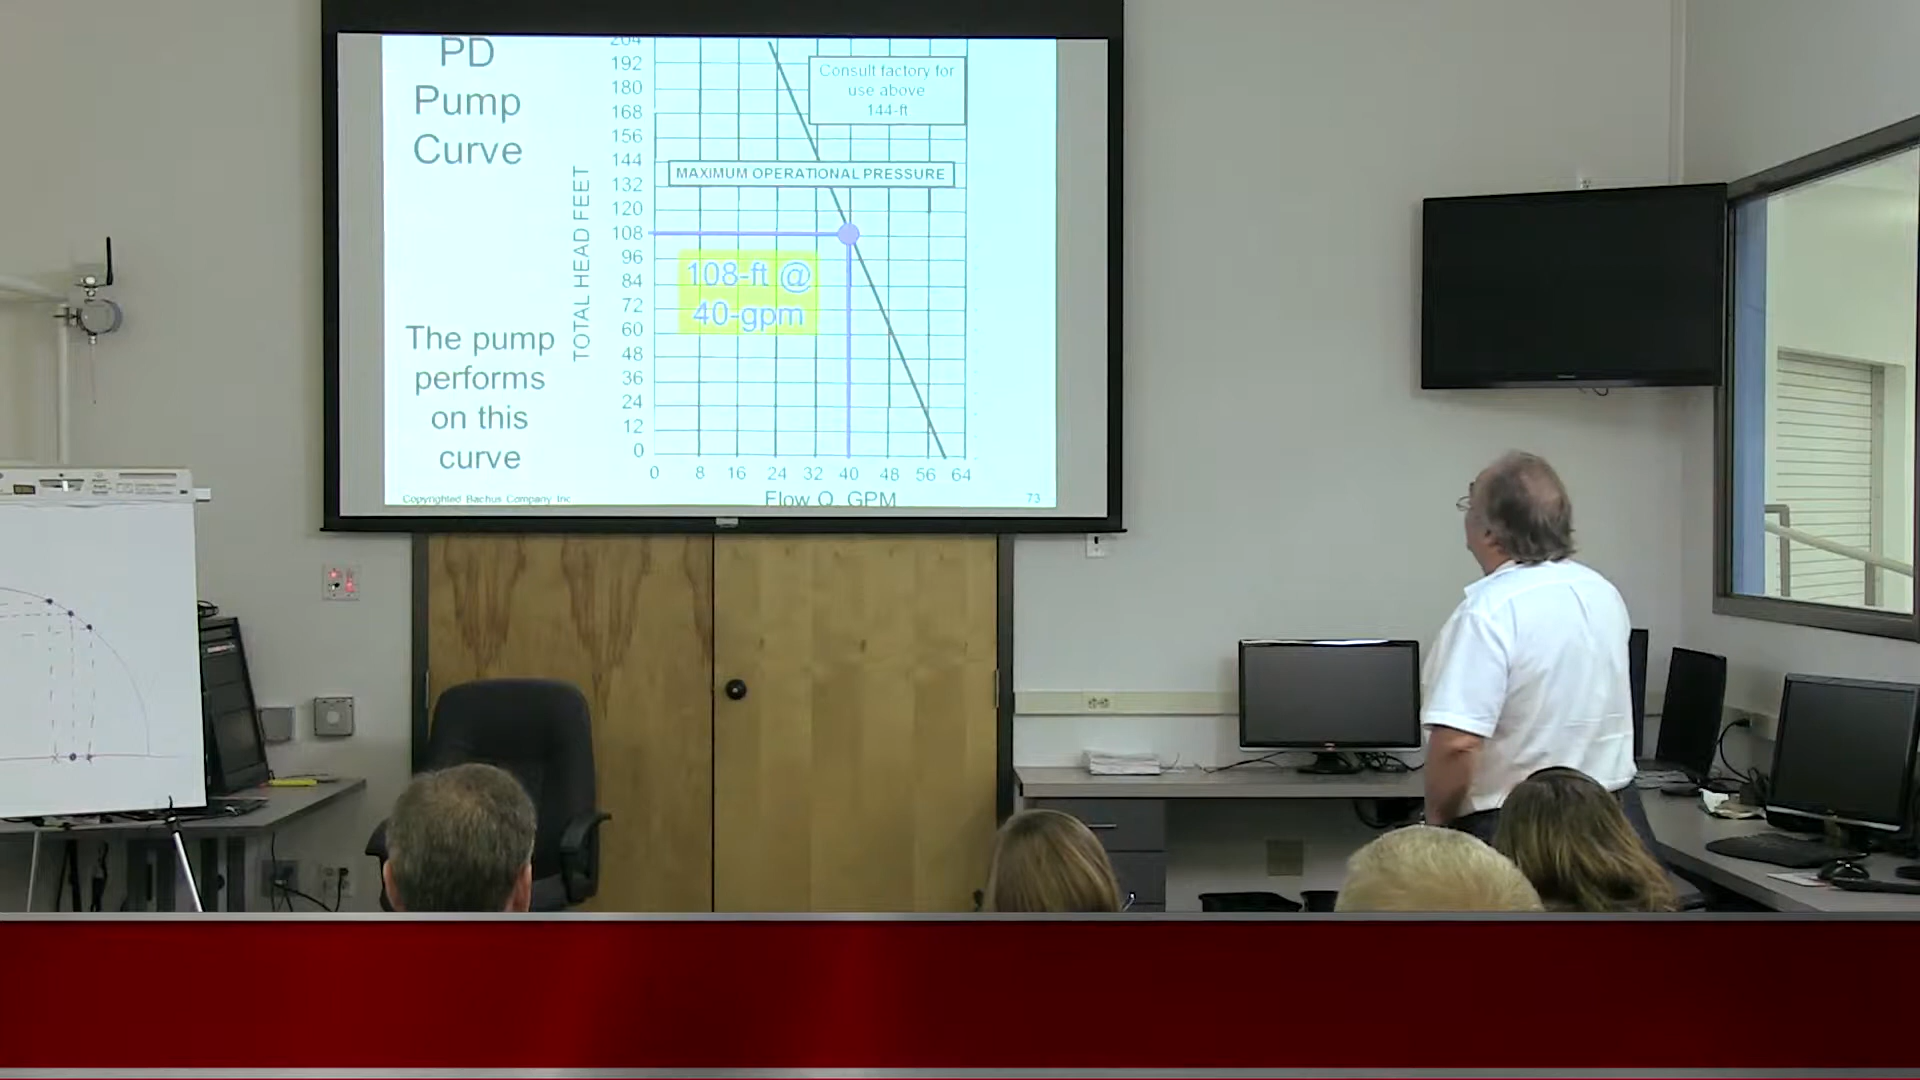 PD
Pump
Curve
The pump
performs
on this
curve
TOTAL HEAD FEET
204
192
180
168
156
144
132
120
108
96
84
72
60
48
36
24
12
0
Consult factory for
use above
144-ft
MAXIMUM OPERATIONAL PRESSURE
108-ft @
40-gpm
0 8 16 24 32 40 48 56 64
Flow Q, GPM
Copyrighted Bachus Company Inc
73